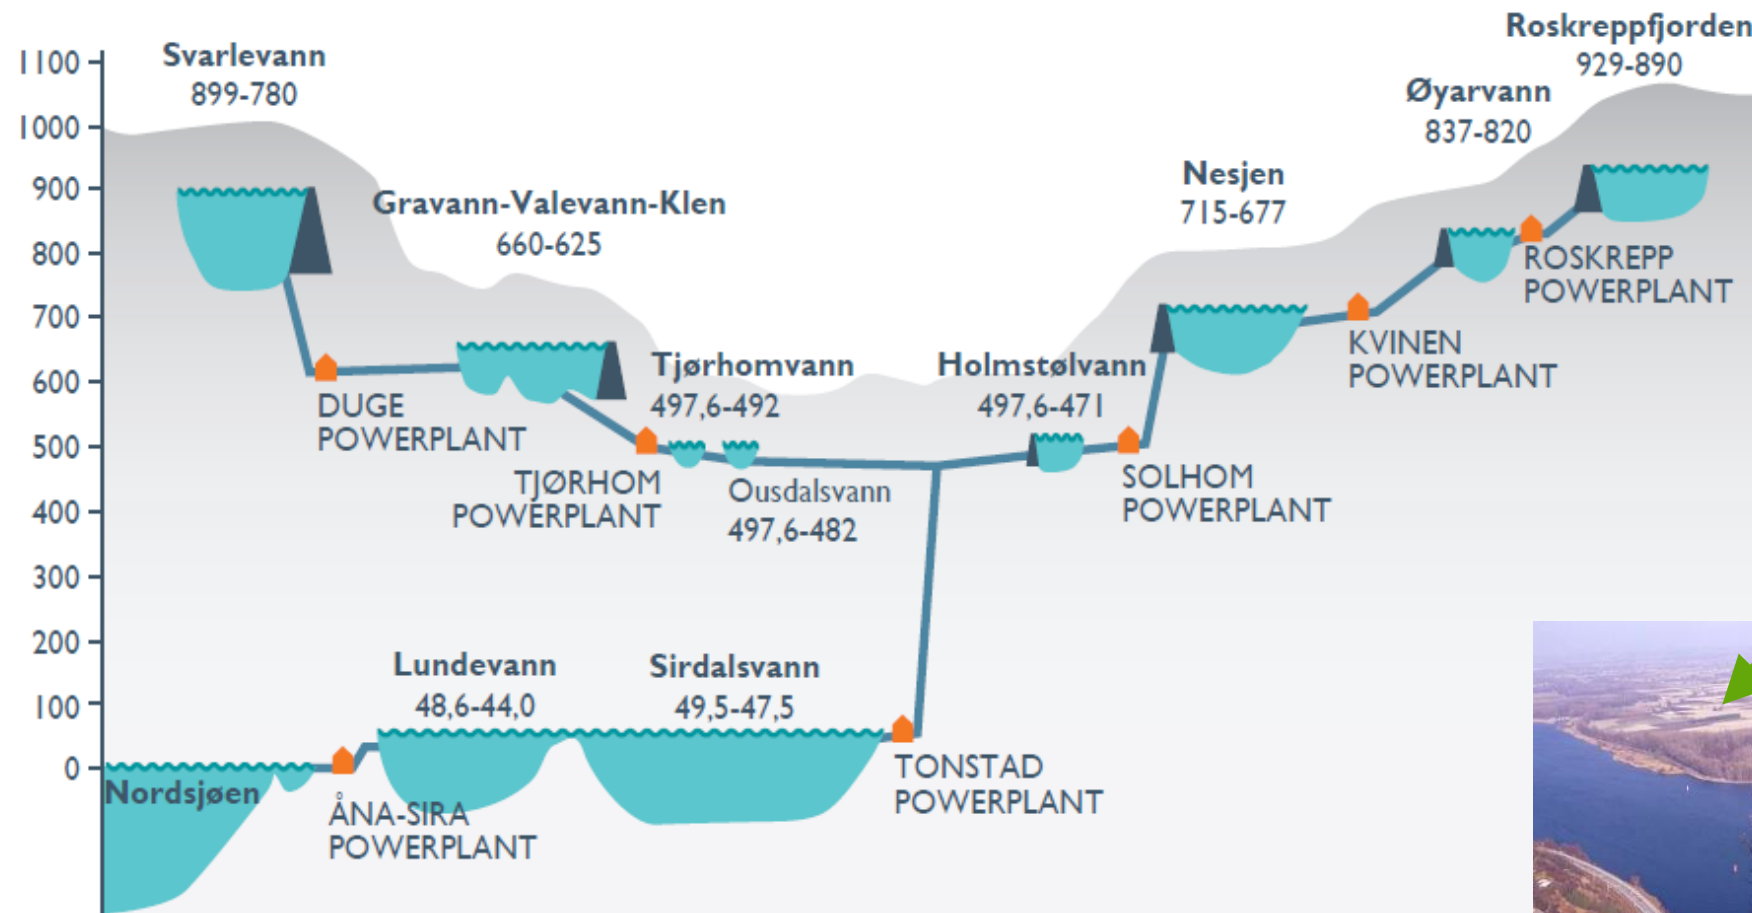 Roskreppfjorden
929-890
Svarlevann
899-780
Øyarvann
837-820
Nesjen
715-677
Gravann-Valevann-Klen
660-625
1100
1000
900
800
700
600
500
400
300
200
100
0
ROSKREPP
POWERPLANT
KVINEN
POWERPLANT
Tjørhomvann
497,6-492
Holmstølvann
497,6-471
DUGE
POWERPLANT
TJØRHOM
POWERPLANT
Ousdalsvann
497,6-482
SOLHOM
POWERPLANT
Lundevann
48,6-44,0
Sirdalsvann
49,5-47,5
Nordsjøen
ÅNA-SIRA
POWERPLANT
TONSTAD
POWERPLANT